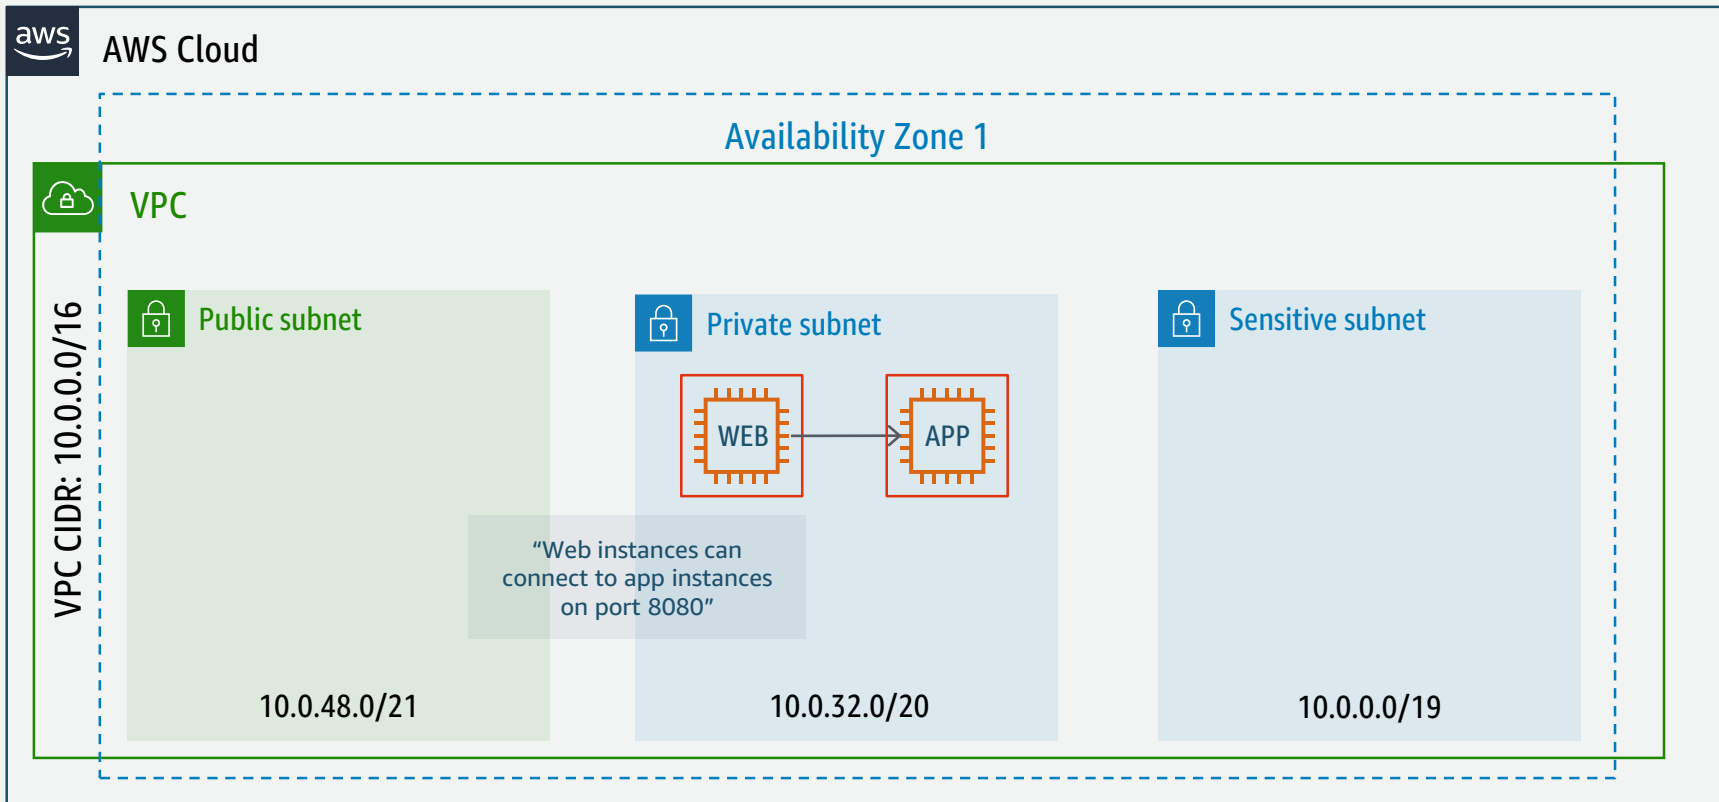 aws
AWS Cloud
Availability Zone 1
VPC
VPC CIDR: 10.0.0.0/16
Public subnet
Private subnet
Sensitive subnet
WEB
APP
“Web instances can
connect to app instances
on port 8080”
10.0.48.0/21
10.0.32.0/20
10.0.0.0/19